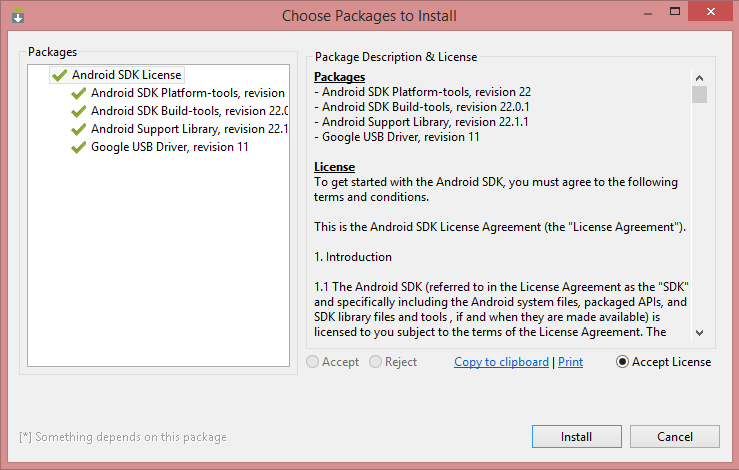 Choose Packages to Install
Packages
Android SDK License
Android SDK Platform-tools, revision
Android SDK Build-tools, revision 22.0.
Android Support Library, revision 22.1
Google USB Driver, revision 11
Package Description & License
Packages
- Android SDK Platform-tools, revision 22
- Android SDK Build-tools, revision 22.0.1
- Android Support Library, revision 22.1.1
- Google USB Driver, revision 11
License
To get started with the Android SDK, you must agree to the following
terms and conditions.
This is the Android SDK License Agreement (the "License Agreement").
1. Introduction
1.1 The Android SDK (referred to in the License Agreement as the "SDK"
and specifically including the Android system files, packaged APIs, and
SDK library files and tools , if and when they are made available) is
licensed to you subject to the terms of the License Agreement. The
Accept Reject Copy to clipboard | Print Accept License
[*] Something depends on this package
Install Cancel